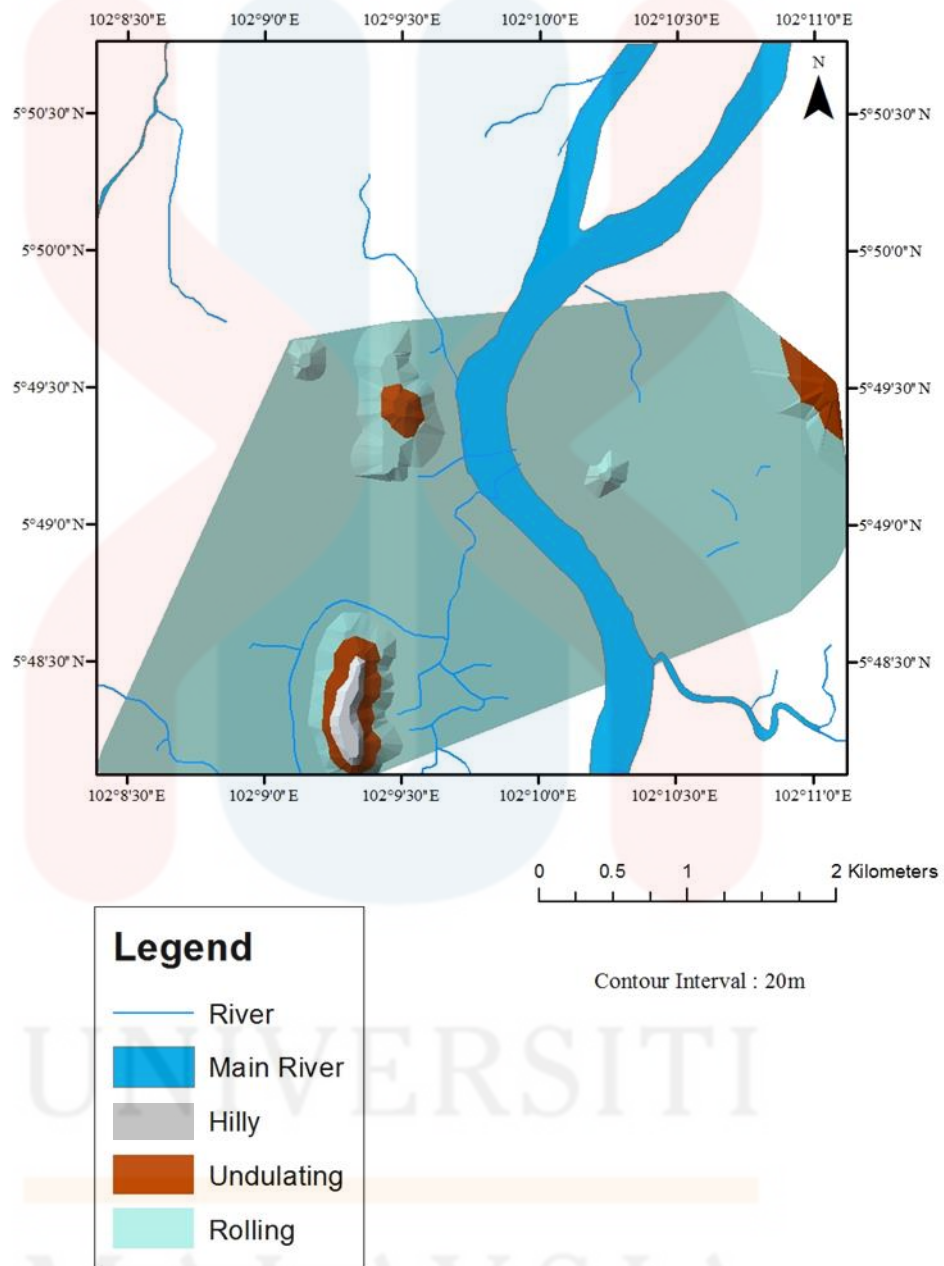 102°8'30"E 102°9'0"E 102°9'30"E 102°10'0"E 102°10'30"E 102°11'0"E
N
5°50'30"N 5°50'30"N
5°50'0"N 5°50'0"N
5°49'30"N 5°49'30"N
5°49'0"N 5°49'0"N
5°48'30"N 5°48'30"N
102°8'30"E 102°9'0"E 102°9'30"E 102°10'0"E 102°10'30"E 102°11'0"E
0 0.5 1 2 Kilometers
Legend
Contour Interval : 20m
River
UNIVERSITI
Main River
Hilly
Undulating
Rolling
MALAYSIA